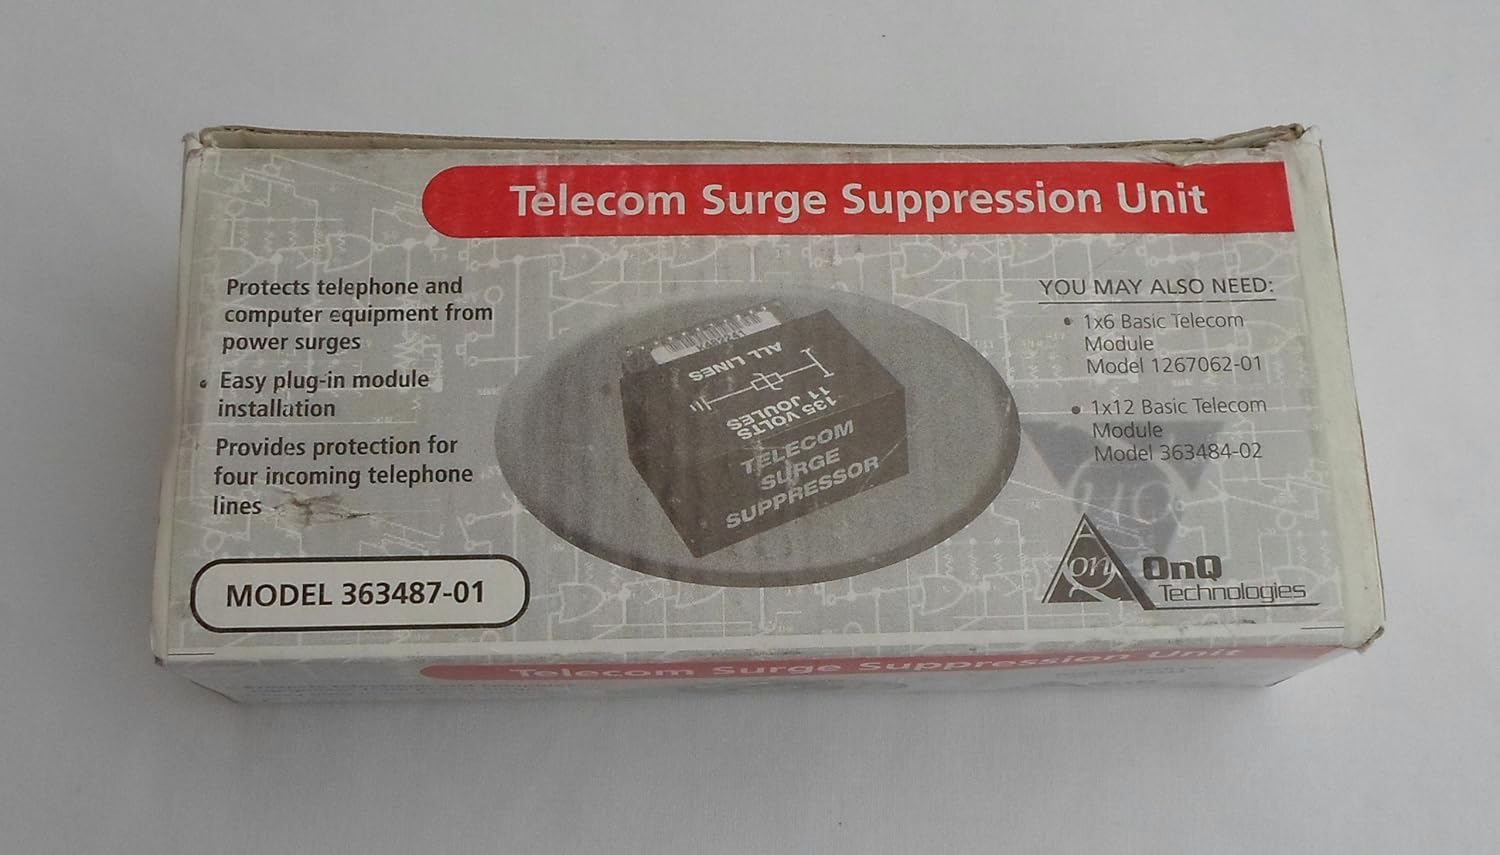 Telecom Surge Suppression Unit
Protects telephone and
computer equipment from
power surges
• Easy plug-in module
installation
Provides protection for
four incoming telephone
lines
MODEL 363487-01
ALL LINES
135 VOLTS
11 JOULES
TELECOM
SURGE
SUPPRESSOR
YOU MAY ALSO NEED:
• 1x6 Basic Telecom
Module
Model 1267062-01
• 1x12 Basic Telecom
Module
Model 363484-02
on
Q
OnQ
Technologies
Telecom Surge Suppression Unit